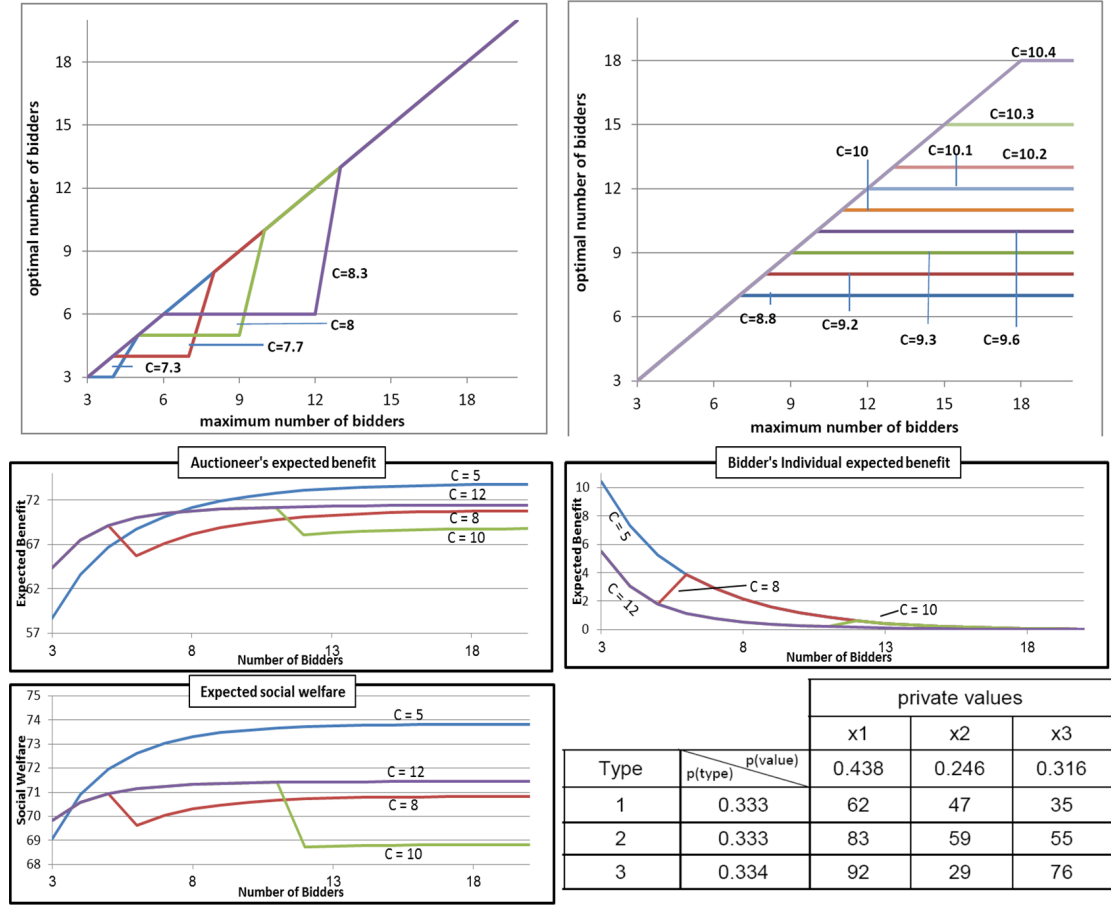 optimal number of bidders
18
15
12
9
6
3
C=8.3
C=8
C=7.7
C=7.3
3 6 9 12 15 18
maximum number of bidders
optimal number of bidders
18
15
12
9
6
3
C=10.4
C=10.3
C=10 C=10.1 C=10.2
C=8.8 C=9.2 C=9.3 C=9.6
3 6 9 12 15 18
maximum number of bidders
Auctioneer's expected benefit
Expected Benefit
72
67
62
57
C = 5
C = 12
C = 8
C = 10
3 8 13 18
Number of Bidders
Bidder's Individual expected benefit
Expected Benefit
10
8
6
4
2
0
C = 5
C = 12
C = 8
C = 10
3 8 13 18
Number of Bidders
Expected social welfare
Social Welfare
75
74
73
72
71
70
69
68
C = 5
C = 12
C = 8
C = 10
3 8 13 18
Number of Bidders
private values
x1 x2 x3
Type p(type) p(value) 0.438 0.246 0.316
1 0.333 62 47 35
2 0.333 83 59 55
3 0.334 92 29 76